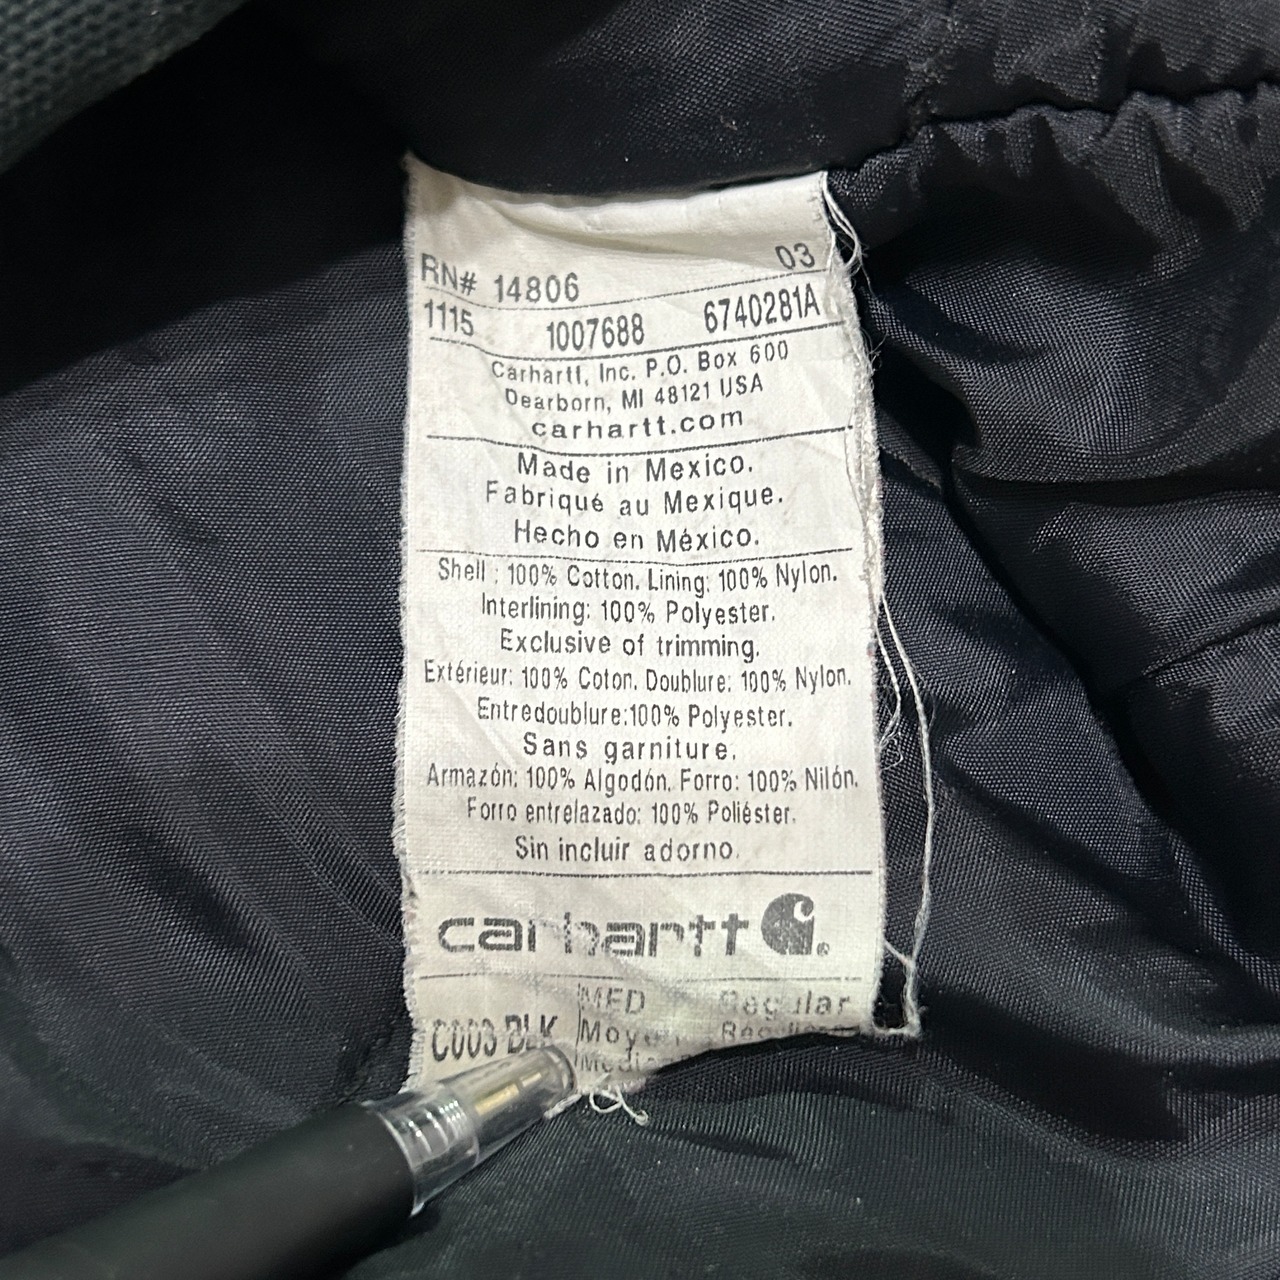 03
RN# 14806
1115 1007688 6740281A
Carhartt, Inc. P.O. Box 600
Dearborn, MI 48121 USA
carhartt.com
Made in Mexico.
Fabriqué au Mexique.
Hecho en México.
Shell : 100% Cotton. Lining: 100% Nylon.
Interlining: 100% Polyester.
Exclusive of trimming.
Extérieur: 100% Coton. Doublure: 100% Nylon.
Entredoublure:100% Polyester.
Sans garniture.
Armazón: 100% Algodón. Forro: 100% Nilón.
Forro entrelazado: 100% Poliéster.
Sin incluir adorno.
carhartt
MED Regular
C003 BLK